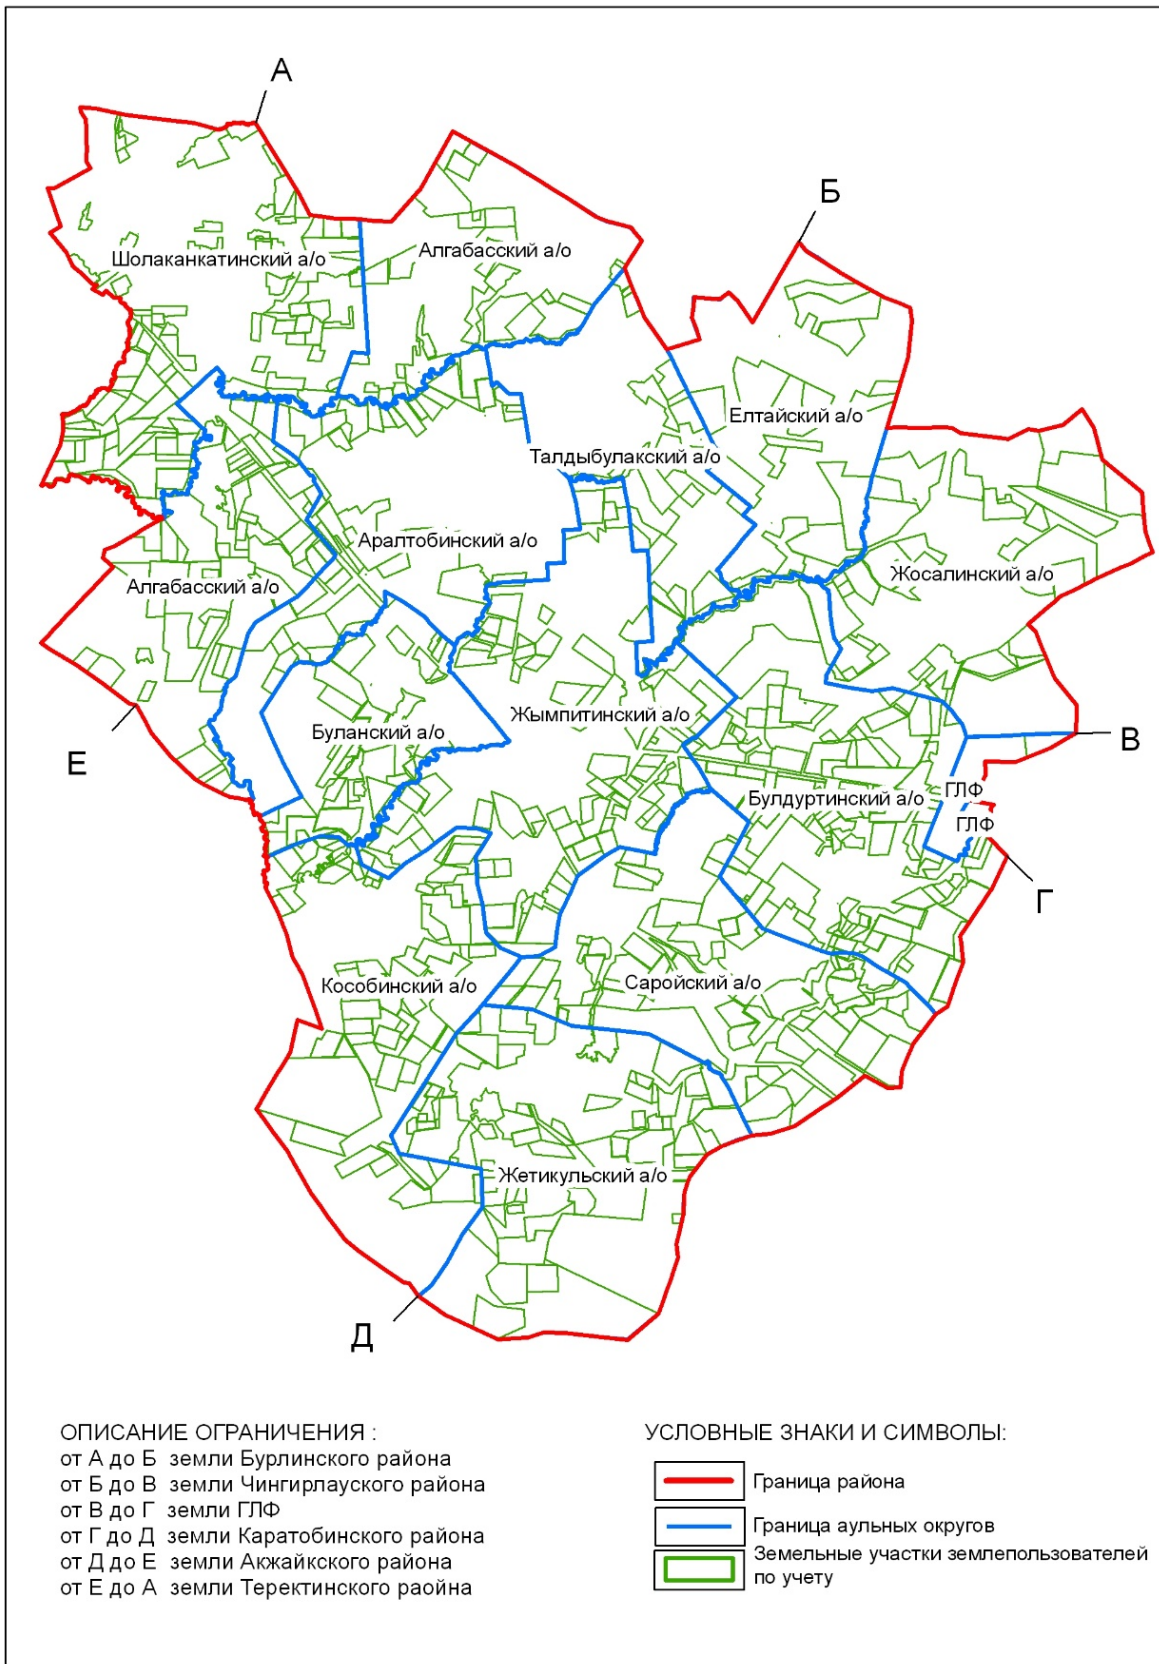 А
Б
Шолаканкатинский а/о
Алгабасский а/о
Елтайский а/о
Талдыбулакский а/о
Аралтобинский а/о
Жосалинский а/о
Алгабасский а/о
Жымпитинский а/о
Буланский а/о
Е
В
Булдуртинский а/о
ГЛФ
ГЛФ
Г
Кособинский а/о
Саройский а/о
Жетикульский а/о
Д
ОПИСАНИЕ ОГРАНИЧЕНИЯ :
от А до Б земли Бурлинского района
от Б до В земли Чингирлауского района
от В до Г земли ГЛФ
от Г до Д земли Каратобинского района
от Д до Е земли Акжайкского района
от Е до А земли Теректинского раойна
УСЛОВНЫЕ ЗНАКИ И СИМВОЛЫ:
Граница района
Граница аульных округов
Земельные участки землепользователей
по учету